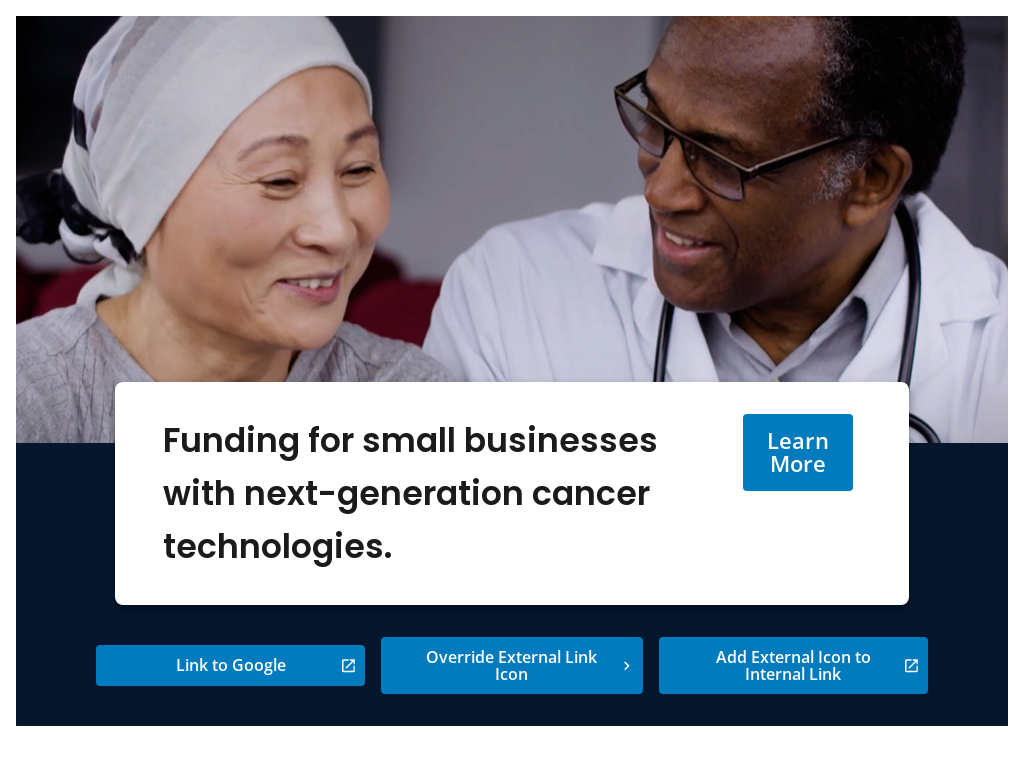 Funding for small businesses
with next-generation cancer
technologies.
Learn
More
Link to Google
Override External Link
Icon
Add External Icon to
Internal Link